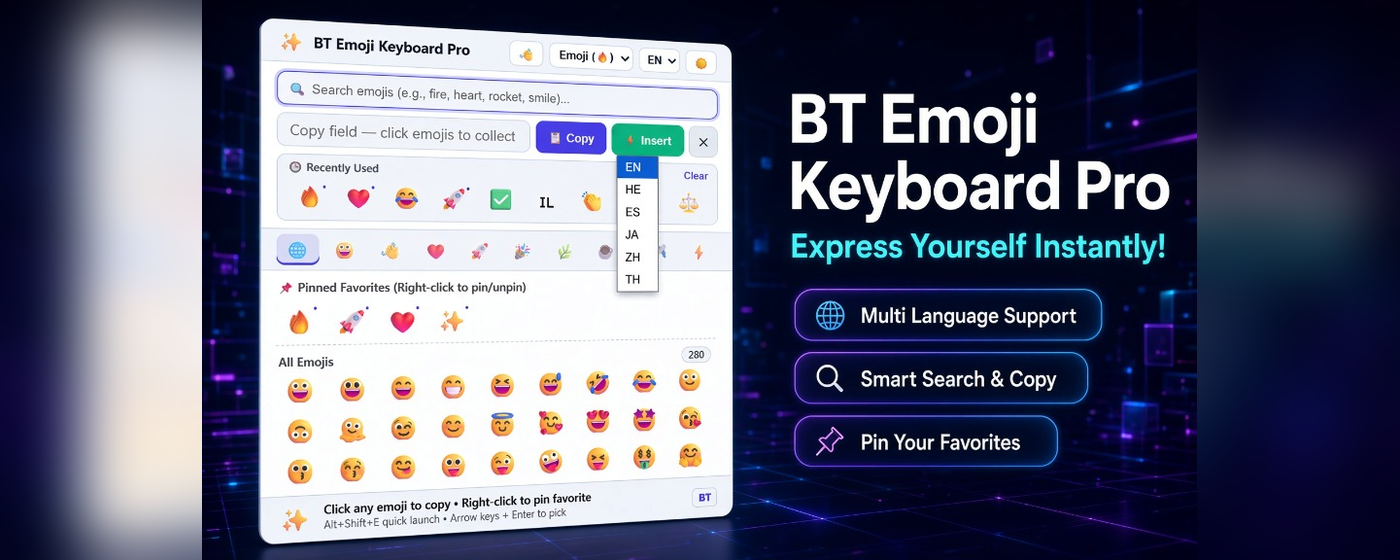 BT Emoji Keyboard Pro
Emoji (🔥)
EN
Search emojis (e.g., fire, heart, rocket, smile)...
Copy field — click emojis to collect
Copy
Insert
Recently Used
Clear
IL
EN
HE
ES
JA
ZH
TH
Pinned Favorites (Right-click to pin/unpin)
All Emojis
280
Click any emoji to copy • Right-click to pin favorite
Alt+Shift+E quick launch • Arrow keys + Enter to pick
BT
BT Emoji
Keyboard Pro
Express Yourself Instantly!
Multi Language Support
Smart Search & Copy
Pin Your Favorites